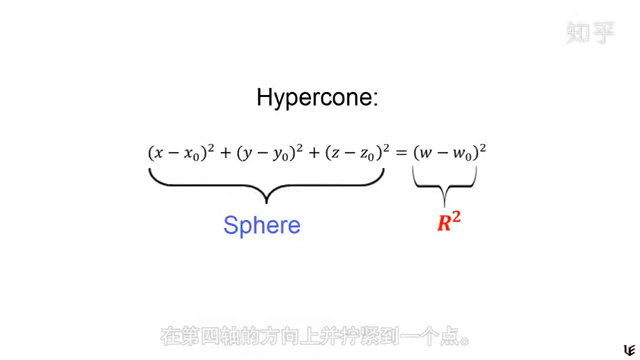 知乎
Hypercone:
(x − x₀)² + (y − y₀)² + (z − z₀)² = (w − w₀)²
Sphere
R²
在第四轴的方向上并拧紧到一个点。